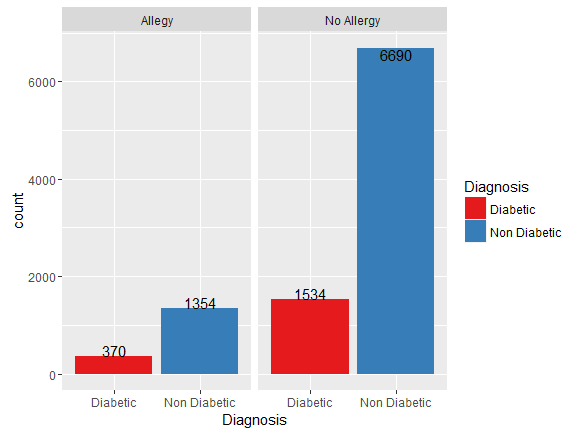 Allegy
No Allergy
6690
6000
4000
count
Diagnosis
Diabetic
Non Diabetic
2000
1534
1354
370
0
Diabetic
Non Diabetic
Diabetic
Non Diabetic
Diagnosis